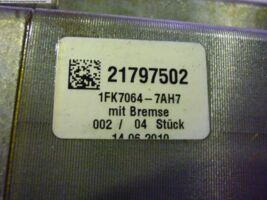 21797502
1FK7064-7AH7
mit Bremse
002 / 04 Stück
14.06.2010